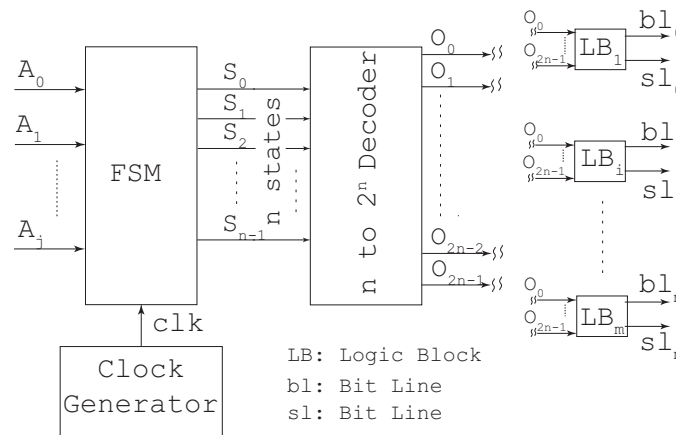 A0
A1
Aj
FSM
clk
Clock
Generator
S0
S1
S2
Sn-1
n states
n to 2n Decoder
O0
O1
O2n-2
O2n-1
O0
O2n-1
LB1
bl
sl
O0
O2n-1
LBi
bl
sl
O0
O2n-1
LBm
bl
sl
LB: Logic Block
bl: Bit Line
sl: Bit Line